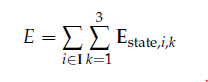 E = ∑_{i∈I} ∑_{k=1}^{3} E_{state,i,k}